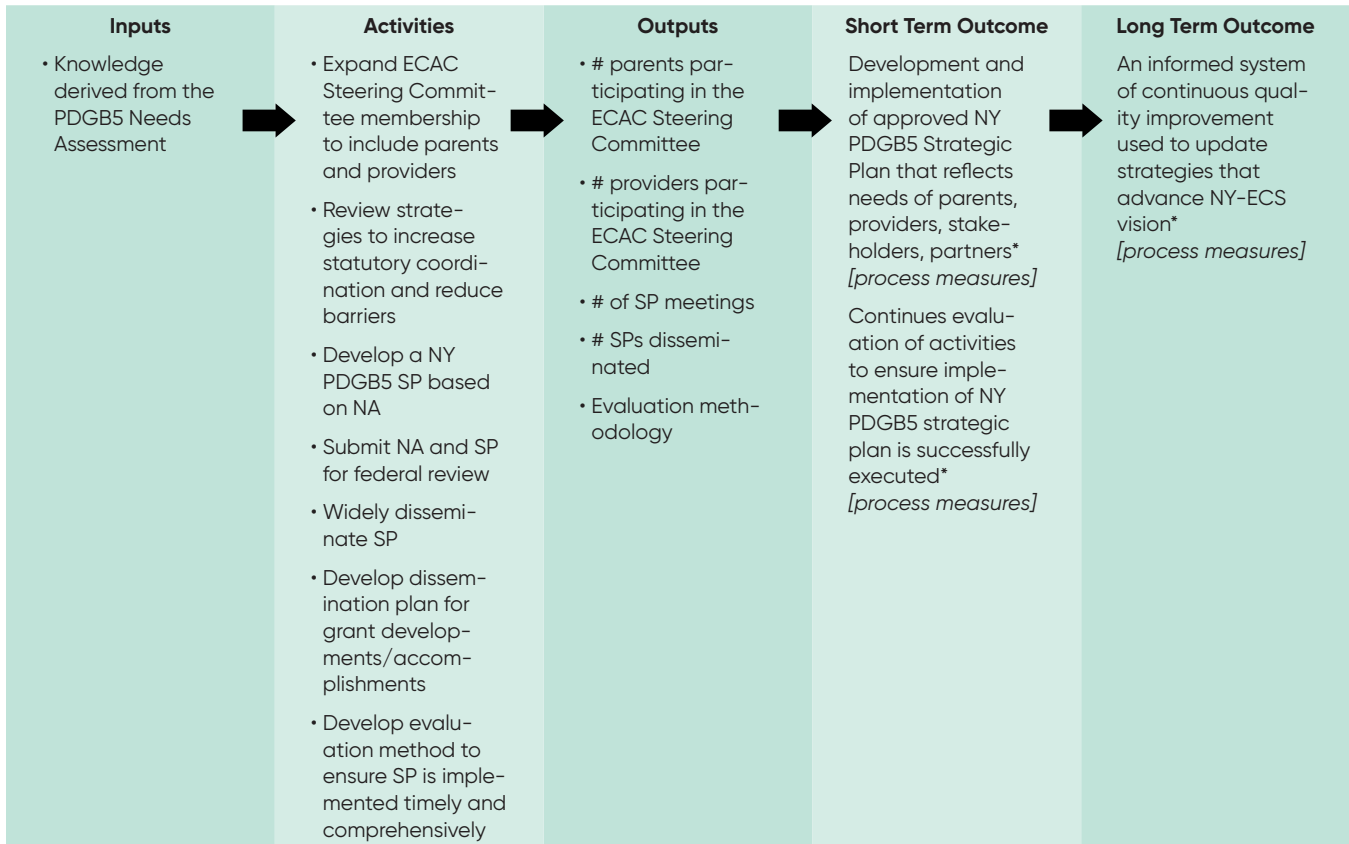 Inputs
• Knowledge
derived from the
PDGB5 Needs
Assessment
Activities
• Expand ECAC
Steering Commit-
tee membership
to include parents
and providers
• Review strate-
gies to increase
statutory coordi-
nation and reduce
barriers
• Develop a NY
PDGB5 SP based
on NA
• Submit NA and SP
for federal review
• Widely dissemi-
nate SP
• Develop dissem-
ination plan for
grant develop-
ments/accom-
plishments
• Develop evalu-
ation method to
ensure SP is imple-
mented timely and
comprehensively
Outputs
• # parents par-
ticipating in the
ECAC Steering
Committee
• # providers par-
ticipating in the
ECAC Steering
Committee
• # of SP meetings
• # SPs dissemi-
nated
• Evaluation meth-
odology
Short Term Outcome
Development and
implementation
of approved NY
PDGB5 Strategic
Plan that reflects
needs of parents,
providers, stake-
holders, partners*
[process measures]
Continues evalu-
ation of activities
to ensure imple-
mentation of NY
PDGB5 strategic
plan is successfully
executed*
[process measures]
Long Term Outcome
An informed system
of continuous qual-
ity improvement
used to update
strategies that
advance NY-ECS
vision*
[process measures]